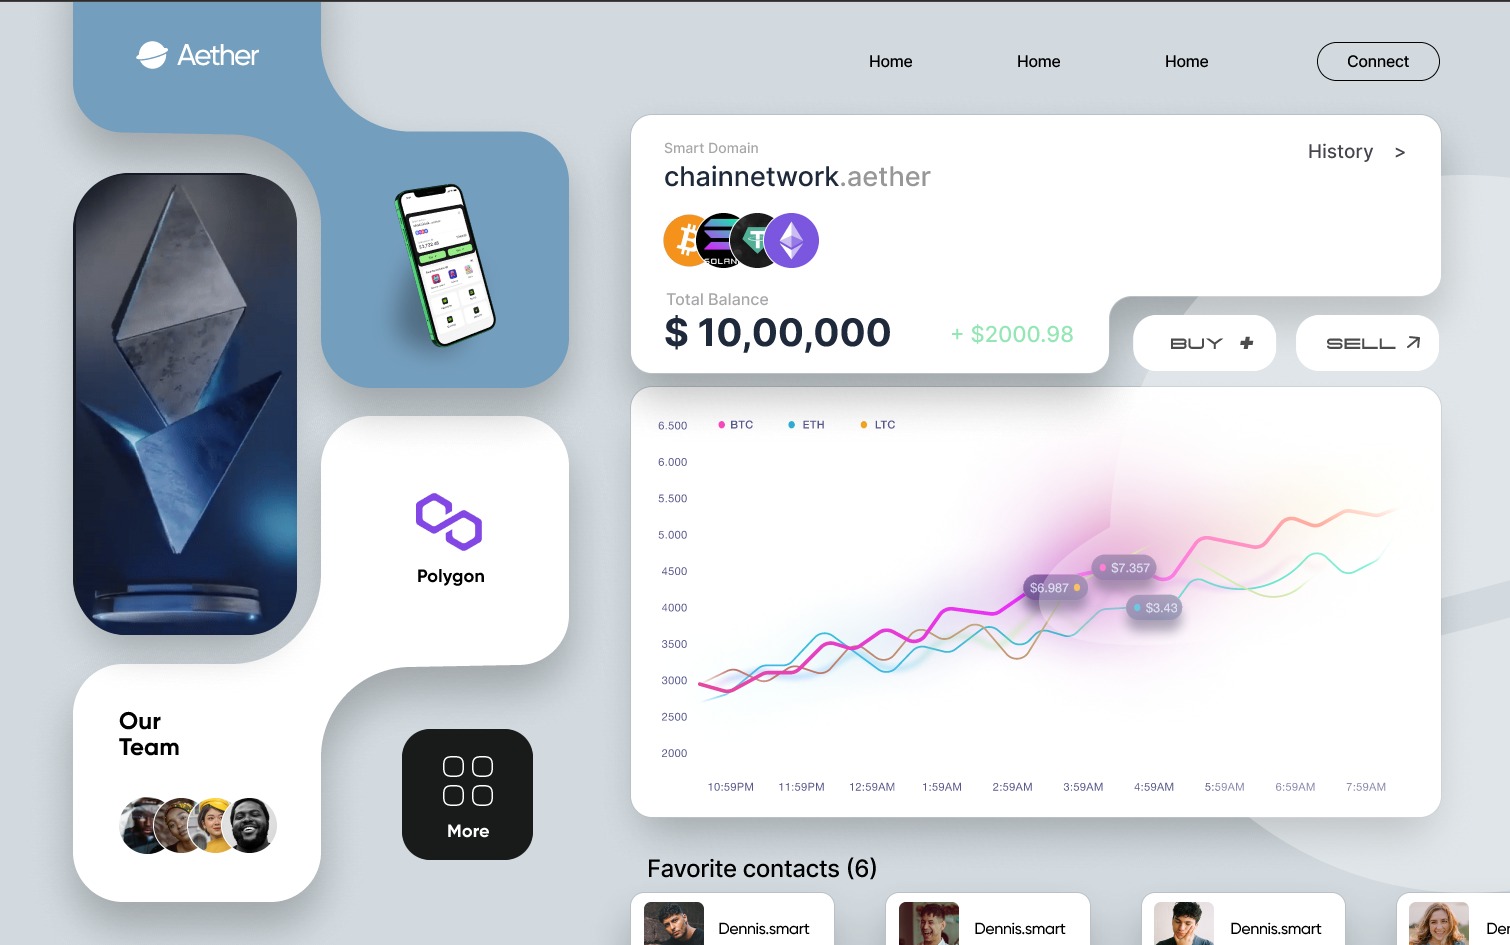 Aether
Home
Home
Home
Connect
Smart Domain
chainnetwork.aether
History >
SOLAN
Total Balance
$ 10,00,000
+ $2000.98
BUY +
SELL
Polygon
Our
Team
More
BTC
ETH
LTC
6.500
6.000
5.500
5.000
4500
4000
3500
3000
2500
2000
$6.987
$7.357
$3.43
10:59PM
11:59PM
12:59AM
1:59AM
2:59AM
3:59AM
4:59AM
5:59AM
6:59AM
7:59AM
Favorite contacts (6)
Dennis.smart
Dennis.smart
Dennis.smart